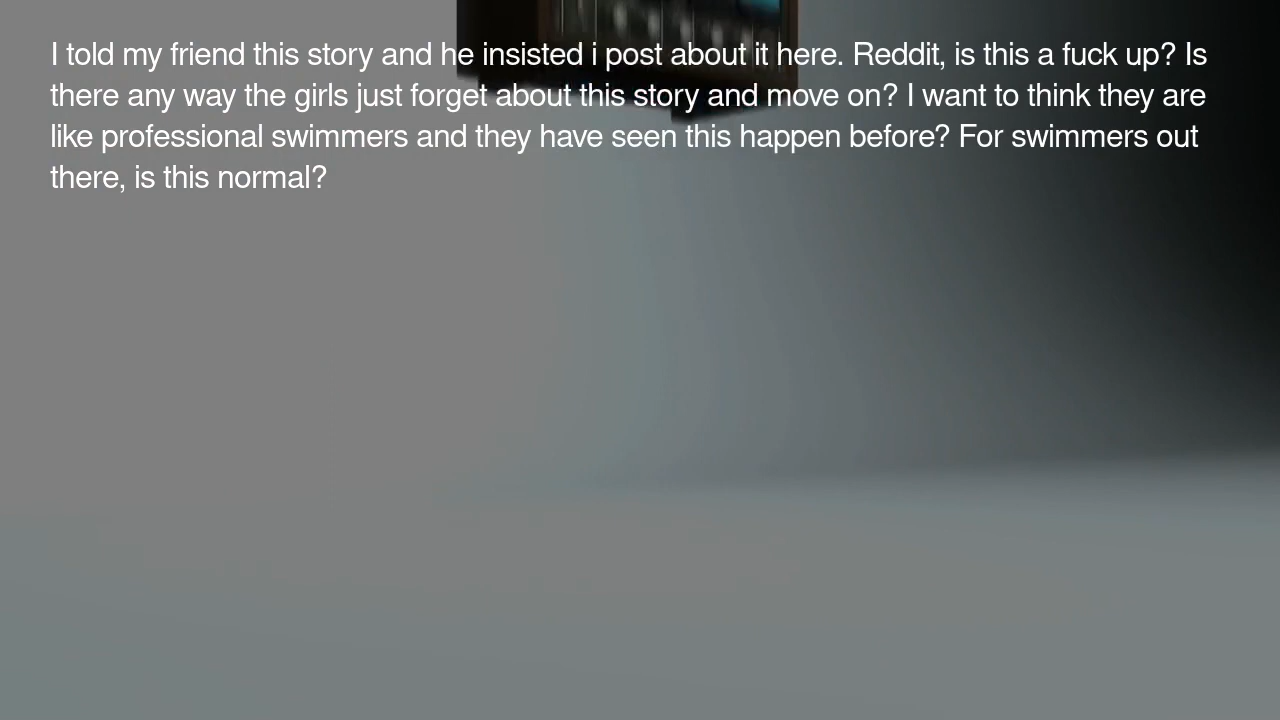 I told my friend this story and he insisted i post about it here. Reddit, is this a fuck up? Is
there any way the girls just forget about this story and move on? I want to think they are
like professional swimmers and they have seen this happen before? For swimmers out
there, is this normal?